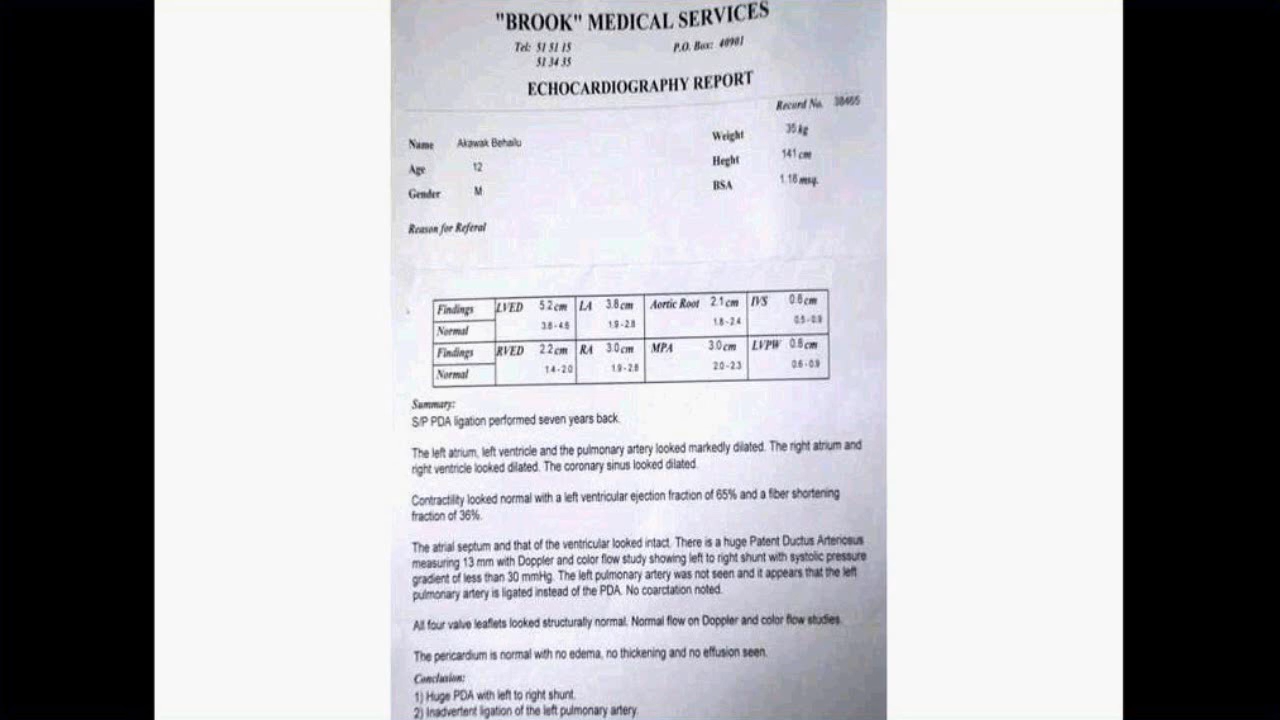 "BROOK" MEDICAL SERVICES
Tel: 51 51 15 P.O. Box: 40901
51 34 35
ECHOCARDIOGRAPHY REPORT
Record No. 38465
Name Akawak Behailu Weight 35 kg
Age 12 Heght 141 cm
Gender M BSA 1.18 msq.
Reason for Referal
Findings LVED 5.2 cm LA 3.8 cm Aortic Root 2.1 cm IVS 0.8 cm
Normal 3.8-4.6 1.9-2.8 1.8-2.4 0.5-0.9
Findings RVED 2.2 cm RA 3.0 cm MPA 3.0 cm LVPW 0.8 cm
Normal 1.4-2.0 1.9-2.8 2.0-2.3 0.6-0.9
Summary:
S/P PDA ligation performed seven years back.
The left atrium, left ventricle and the pulmonary artery looked markedly dilated. The right atrium and
right ventricle looked dilated. The coronary sinus looked dilated.
Contractility looked normal with a left ventricular ejection fraction of 65% and a fiber shortening
fraction of 36%.
The atrial septum and that of the ventricular looked intact. There is a huge Patent Ductus Arteriosus
measuring 13 mm with Doppler and color flow study showing left to right shunt with systolic pressure
gradient of less than 30 mmHg. The left pulmonary artery was not seen and it appears that the left
pulmonary artery is ligated instead of the PDA. No coarctation noted.
All four valve leaflets looked structurally normal. Normal flow on Doppler and color flow studies.
The pericardium is normal with no edema, no thickening and no effusion seen.
Conclusion:
1) Huge PDA with left to right shunt.
2) Inadvertent ligation of the left pulmonary artery.